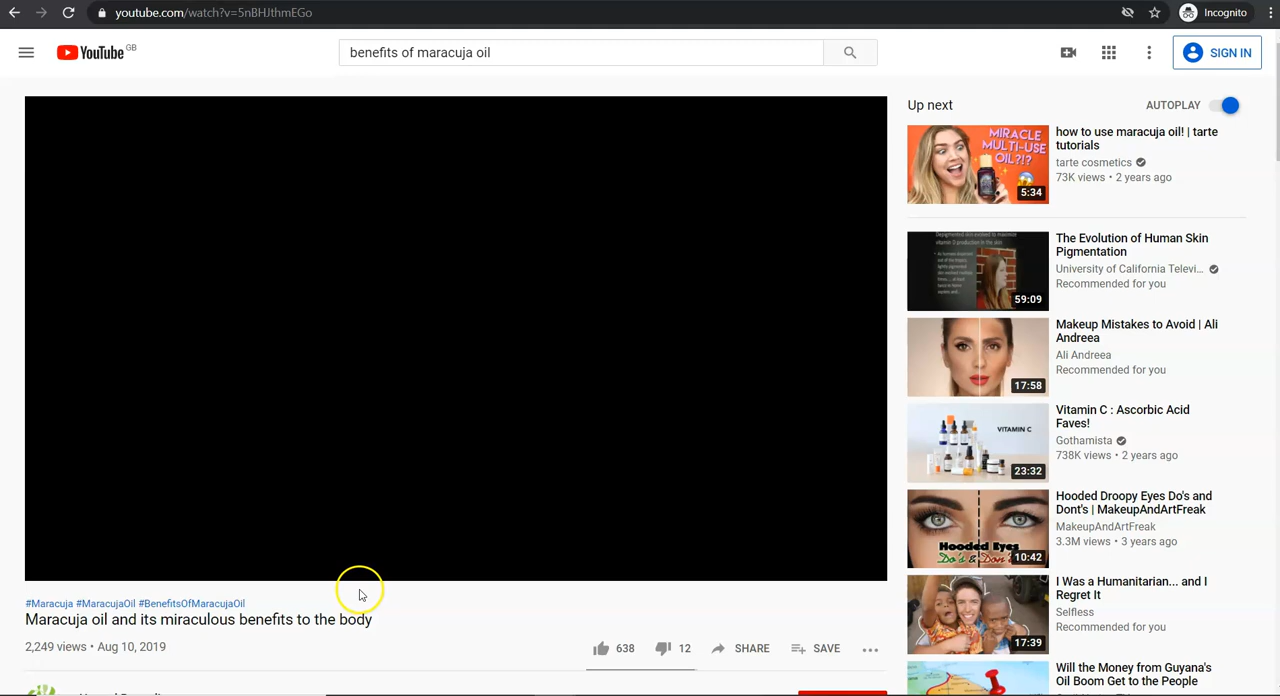 youtube.com/watch?v=5nBHJthmEGo
Incognito
YouTube GB
benefits of maracuja oil
SIGN IN
Up next
AUTOPLAY
MIRACLE
MULTI-USE
OIL?!?
5:34
how to use maracuja oil! | tarte
tutorials
tarte cosmetics
73K views • 2 years ago
59:09
The Evolution of Human Skin
Pigmentation
University of California Televi...
Recommended for you
17:58
Makeup Mistakes to Avoid | Ali
Andreea
Ali Andreea
Recommended for you
VITAMIN C
23:32
Vitamin C : Ascorbic Acid
Faves!
Gothamista
738K views • 2 years ago
Hooded Eyes
Do's & Don'ts
10:42
Hooded Droopy Eyes Do's and
Dont's | MakeupAndArtFreak
MakeupAndArtFreak
3.3M views • 3 years ago
17:39
I Was a Humanitarian... and I
Regret It
Selfless
Recommended for you
Will the Money from Guyana's
Oil Boom Get to the People
#Maracuja #MaracujaOil #BenefitsOfMaracujaOil
Maracuja oil and its miraculous benefits to the body
2,249 views • Aug 10, 2019
638
12
SHARE
SAVE